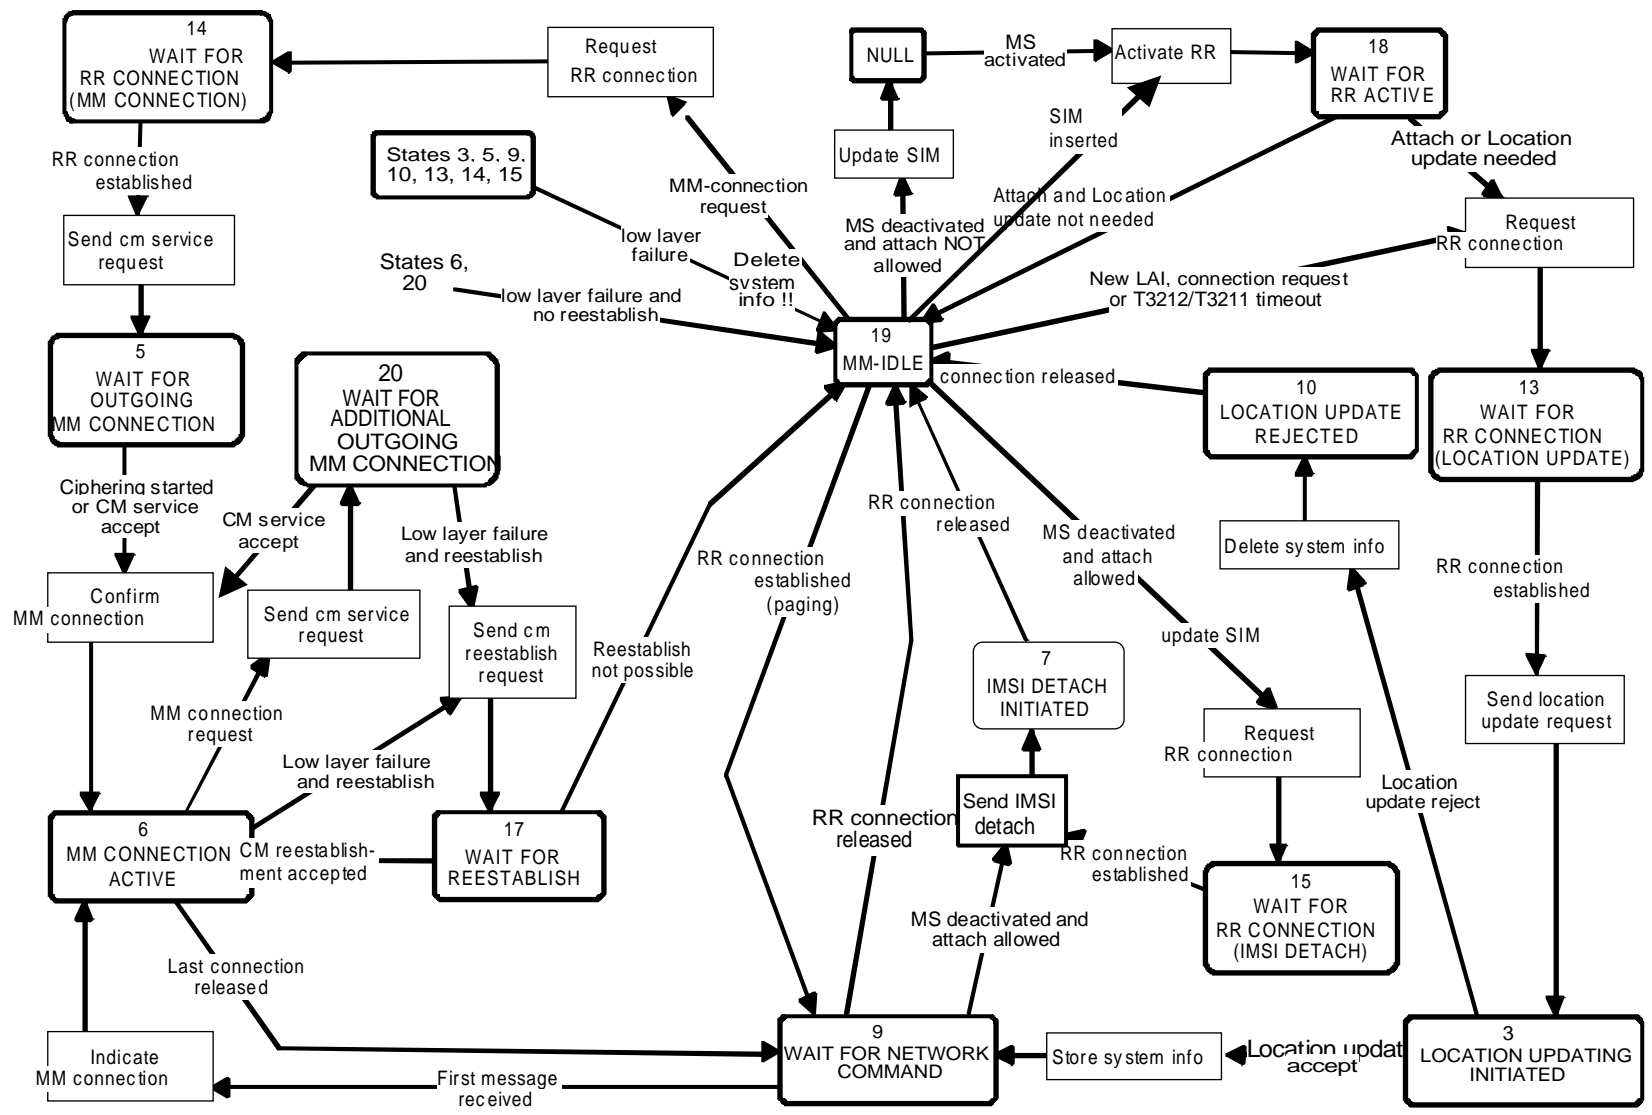 14
WAIT FOR
RR CONNECTION
(MM CONNECTION)
Request
RR connection
NULL
MS
activated
Activate RR
18
WAIT FOR
RR ACTIVE
SIM
inserted
Attach or Location
update needed
RR connection
established
States 3, 5, 9,
10, 13, 14, 15
Update SIM
MM-connection
request
Attach and Location
update not needed
Send cm service
request
low layer
failure
MS deactivated
and attach NOT
allowed
Request
RR connection
States 6,
20
Delete
system
info !!
low layer failure and
no reestablish
New LAI, connection request
or T3212/T3211 timeout
5
WAIT FOR
OUTGOING
MM CONNECTION
20
WAIT FOR
ADDITIONAL
OUTGOING
MM CONNECTION
19
MM-IDLE
connection released
10
LOCATION UPDATE
REJECTED
13
WAIT FOR
RR CONNECTION
(LOCATION UPDATE)
Ciphering started
or CM service
accept
CM service
accept
Low layer failure
and reestablish
RR connection
released
MS deactivated
and attach
allowed
Delete system info
RR connection
established
(paging)
RR connection
established
Confirm
MM connection
Send cm service
request
Send cm
reestablish
request
Reestablish
not possible
7
IMSI DETACH
INITIATED
update SIM
MM connection
request
Send location
update request
Request
RR connection
Low layer failure
and reestablish
Location
update reject
6
MM CONNECTION
ACTIVE
CM reestablish-
ment accepted
17
WAIT FOR
REESTABLISH
RR connection
released
Send IMSI
detach
RR connection
established
15
WAIT FOR
RR CONNECTION
(IMSI DETACH)
MS deactivated and
attach allowed
Last connection
released
Indicate
MM connection
First message
received
9
WAIT FOR NETWORK
COMMAND
Store system info
Location updat
accept
3
LOCATION UPDATING
INITIATED